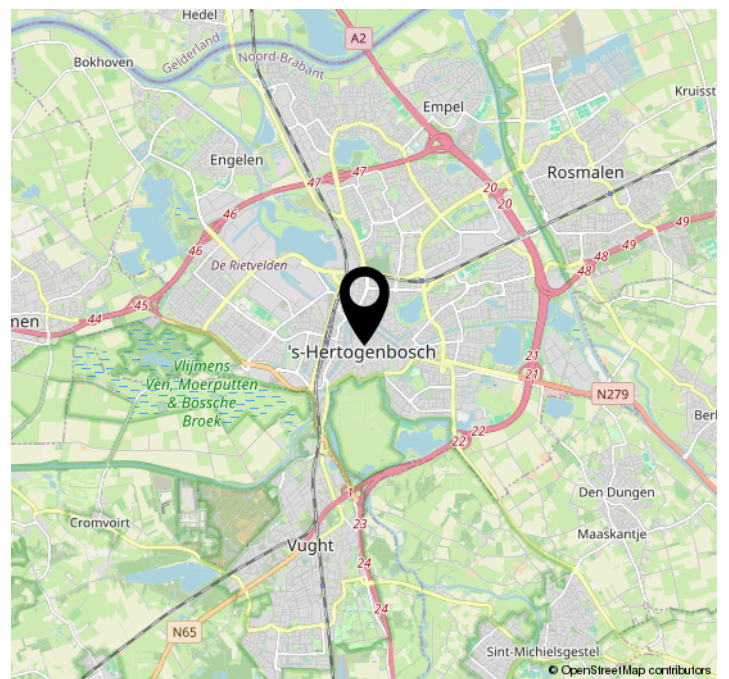 Hedel
A2
Gelderland
Noord-Brabant
Bokhoven
Kruisst
Empel
Engelen
47
47
Rosmalen
20
20
46
46
49
49
48
48
De Rietvelden
45
44
men
's-Hertogenbosch
21
21
Vlijmens
Ven, Moerputten
& Bossche
Broek
N279
Berl
22
22
1
Den Dungen
Cromvoirt
23
Maaskantje
Vught
24
24
N65
Sint-Michielsgestel
© OpenStreetMap contributors